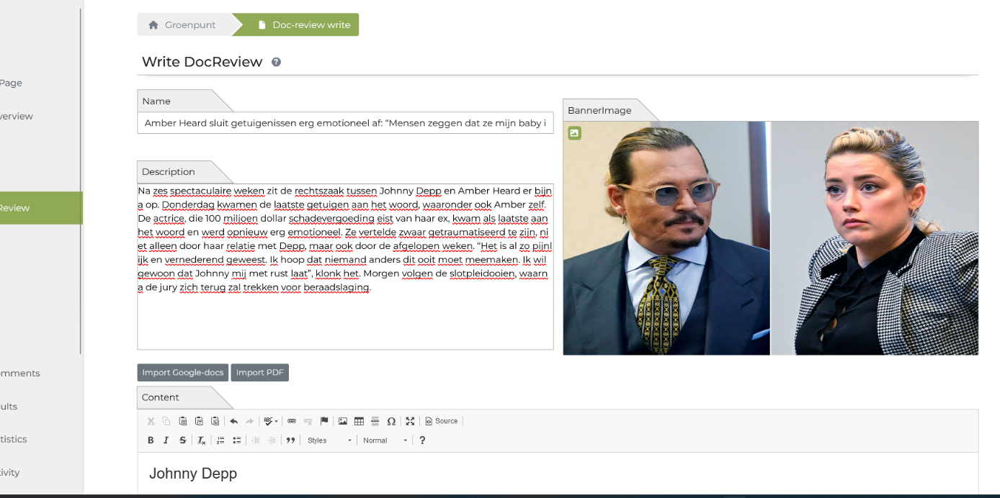 Groenpunt
Doc-review write
Write DocReview
Page
verview
Review
omments
ults
tistics
tivity
Name
Amber Heard sluit getuigenissen erg emotioneel af: “Mensen zeggen dat ze mijn baby i
BannerImage
Description
Na zes spectaculaire weken zit de rechtszaak tussen Johnny Depp en Amber Heard er bijn
a op. Donderdag kwamen de laatste getuigen aan het woord, waaronder ook Amber zelf.
De actrice, die 100 miljoen dollar schadevergoeding eist van haar ex, kwam als laatste aan
het woord en werd opnieuw erg emotioneel. Ze vertelde zwaar getraumatiseerd te zijn, ni
et alleen door haar relatie met Depp, maar ook door de afgelopen weken. “Het is al zo pijnl
ijk en vernederend geweest. Ik hoop dat niemand anders dit ooit moet meemaken. Ik wil
gewoon dat Johnny mij met rust laat”, klonk het. Morgen volgen de slotpleidooien, waarn
a de jury zich terug zal trekken voor beraadslaging.
Import Google-docs
Import PDF
Content
Source
Styles
Normal
Johnny Depp